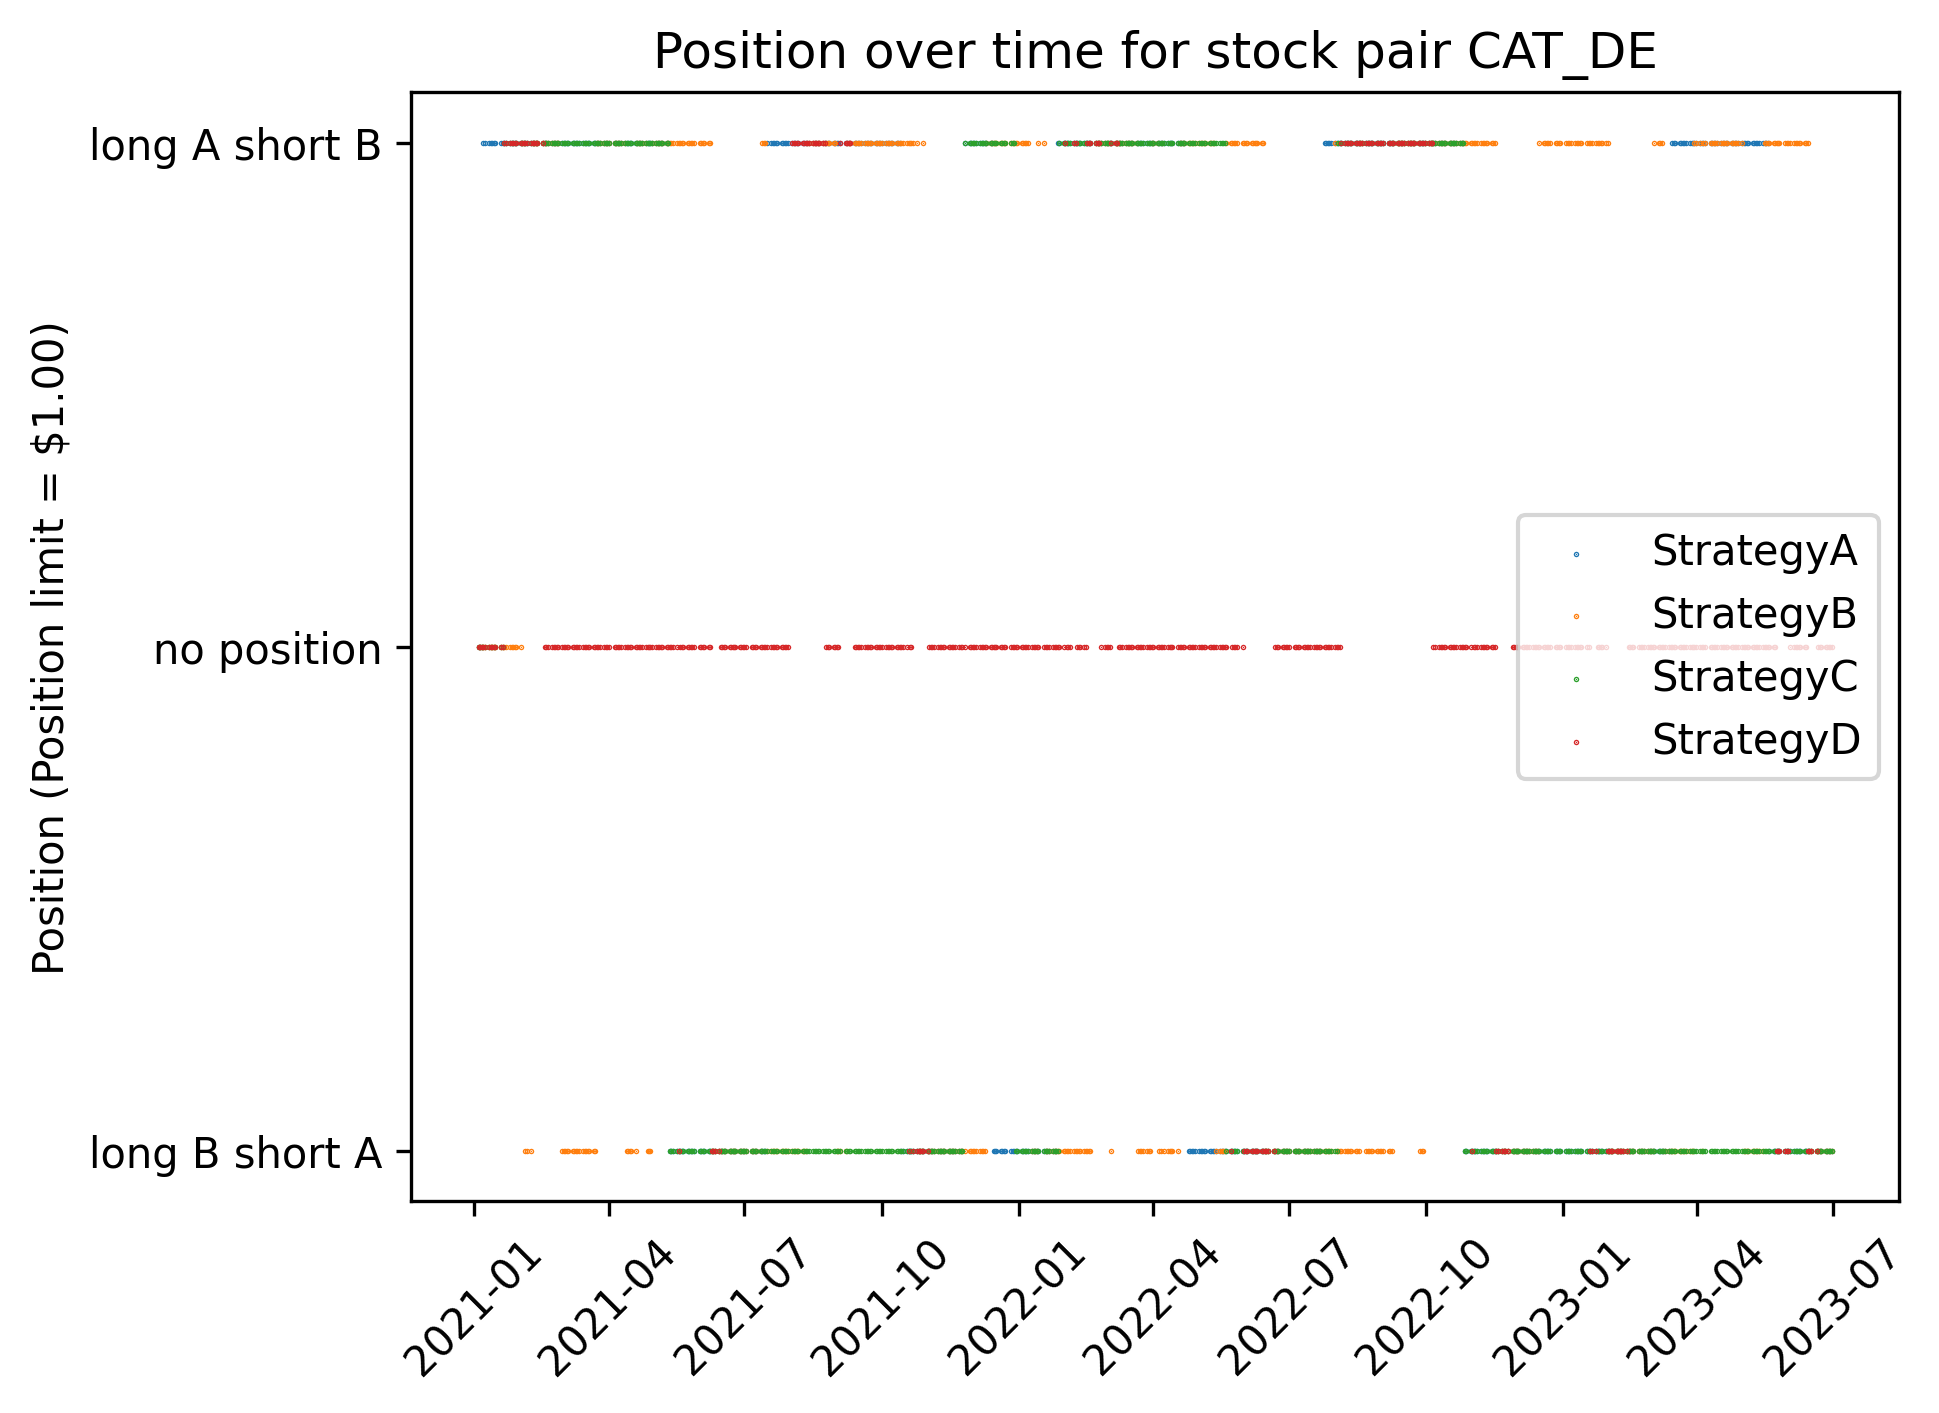 Position over time for stock pair CAT_DE
Position (Position limit = $1.00)
long A short B
no position
long B short A
StrategyA
StrategyB
StrategyC
StrategyD
2021-01
2021-04
2021-07
2021-10
2022-01
2022-04
2022-07
2022-10
2023-01
2023-04
2023-07